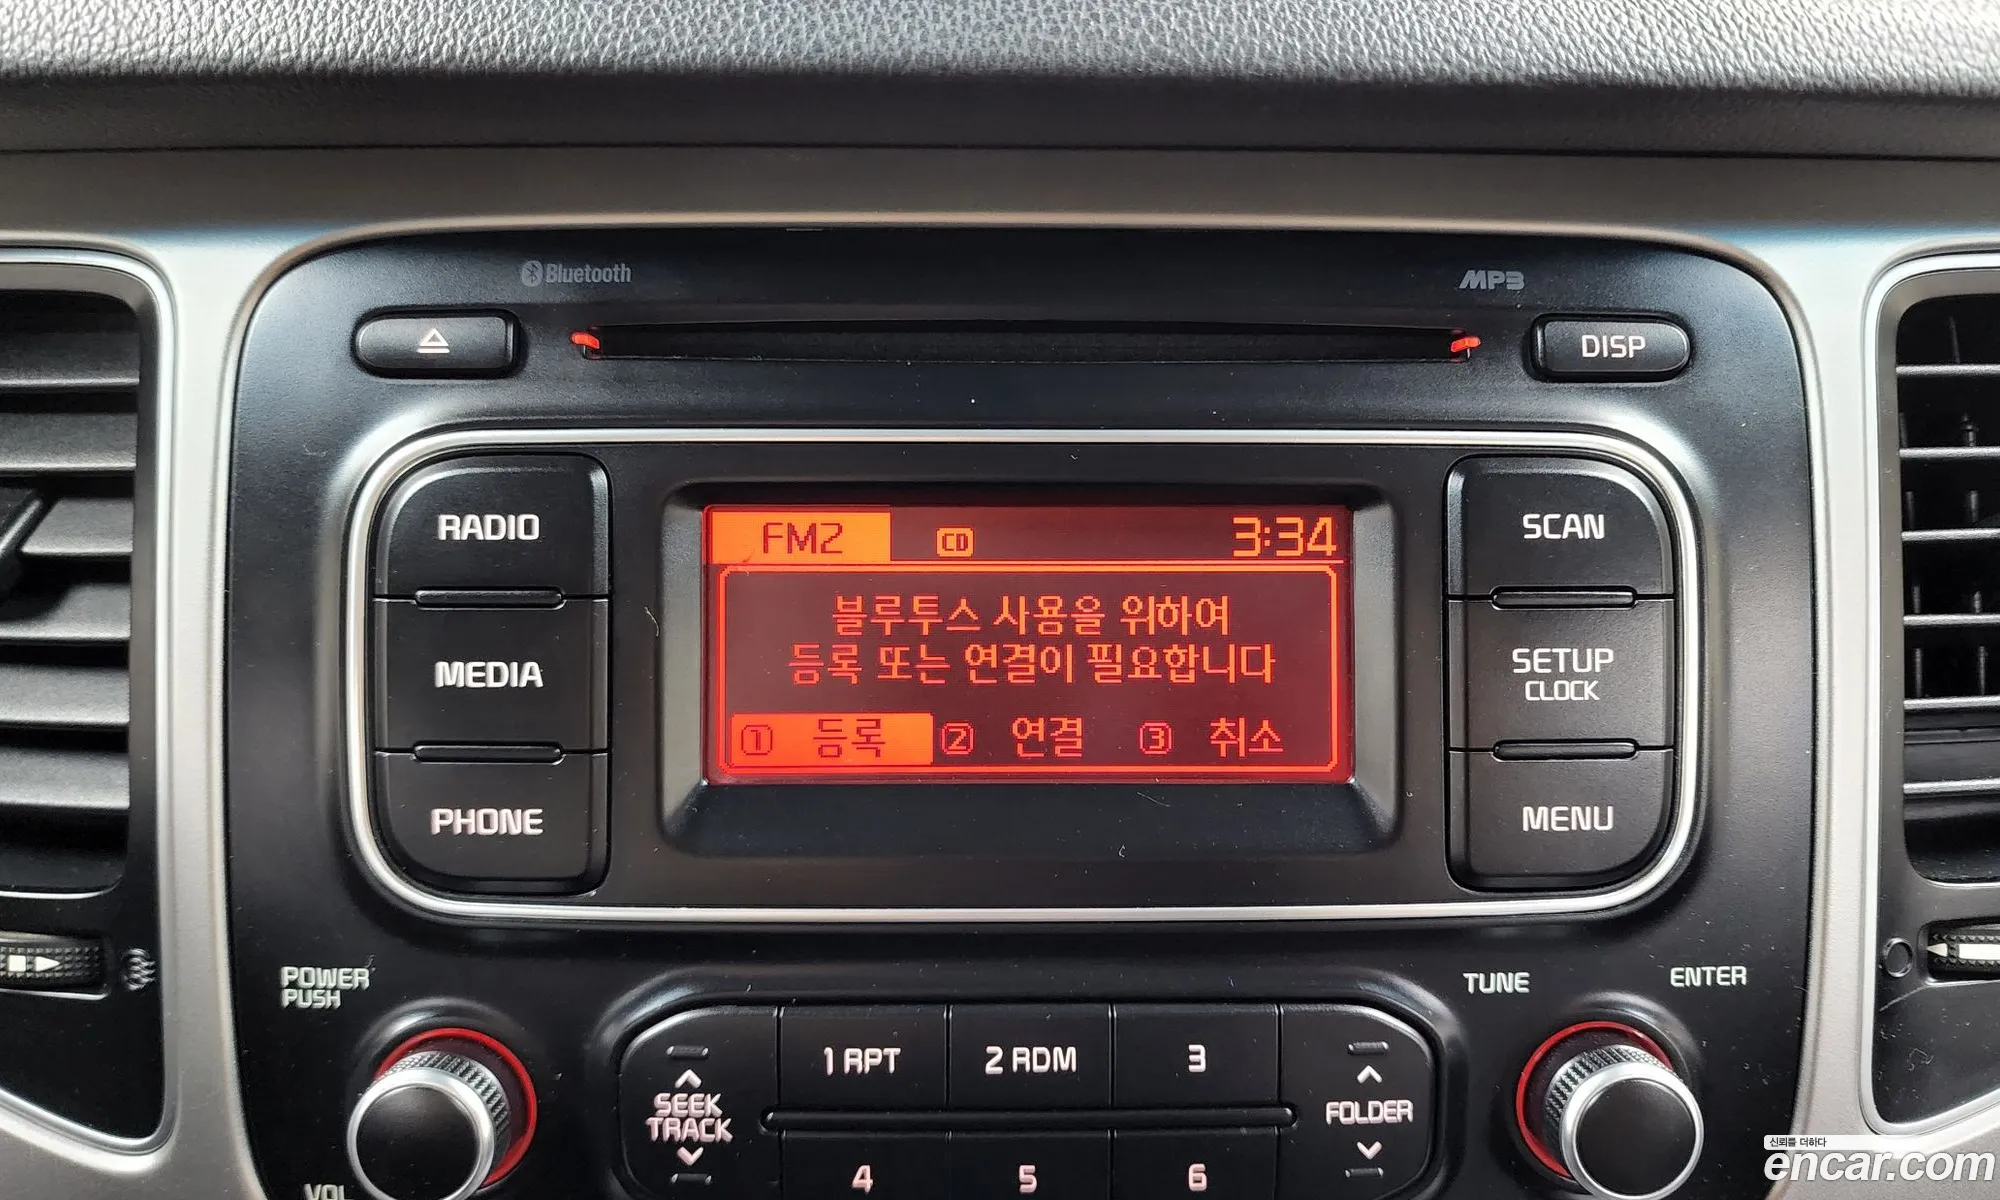 Bluetooth
MP3
DISP
RADIO
SCAN
FM2 CD 3:34
블루투스 사용을 위하여
등록 또는 연결이 필요합니다
① 등록 ② 연결 ③ 취소
MEDIA
SETUP
CLOCK
PHONE
MENU
POWER
PUSH
TUNE
ENTER
1 RPT
2 RDM
3
SEEK
TRACK
FOLDER
4
5
6
VOL
신뢰를 더하다
encar.com